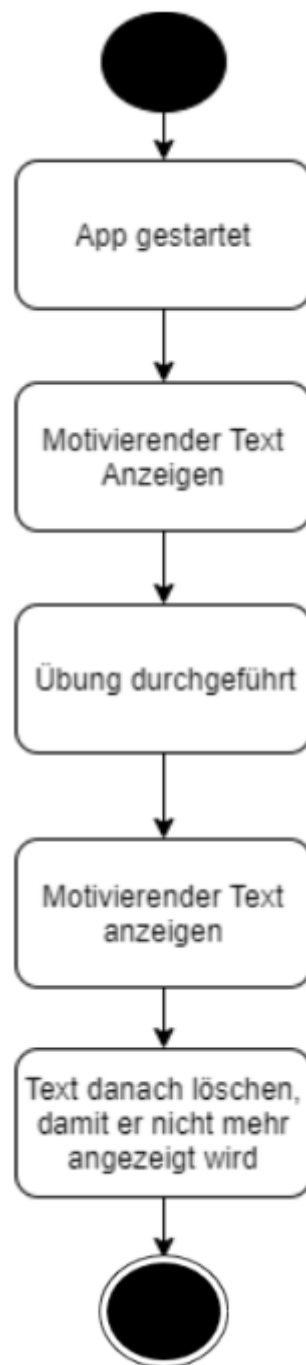 App gestartet
Motivierender Text
Anzeigen
Übung durchgeführt
Motivierender Text
anzeigen
Text danach löschen,
damit er nicht mehr
angezeigt wird